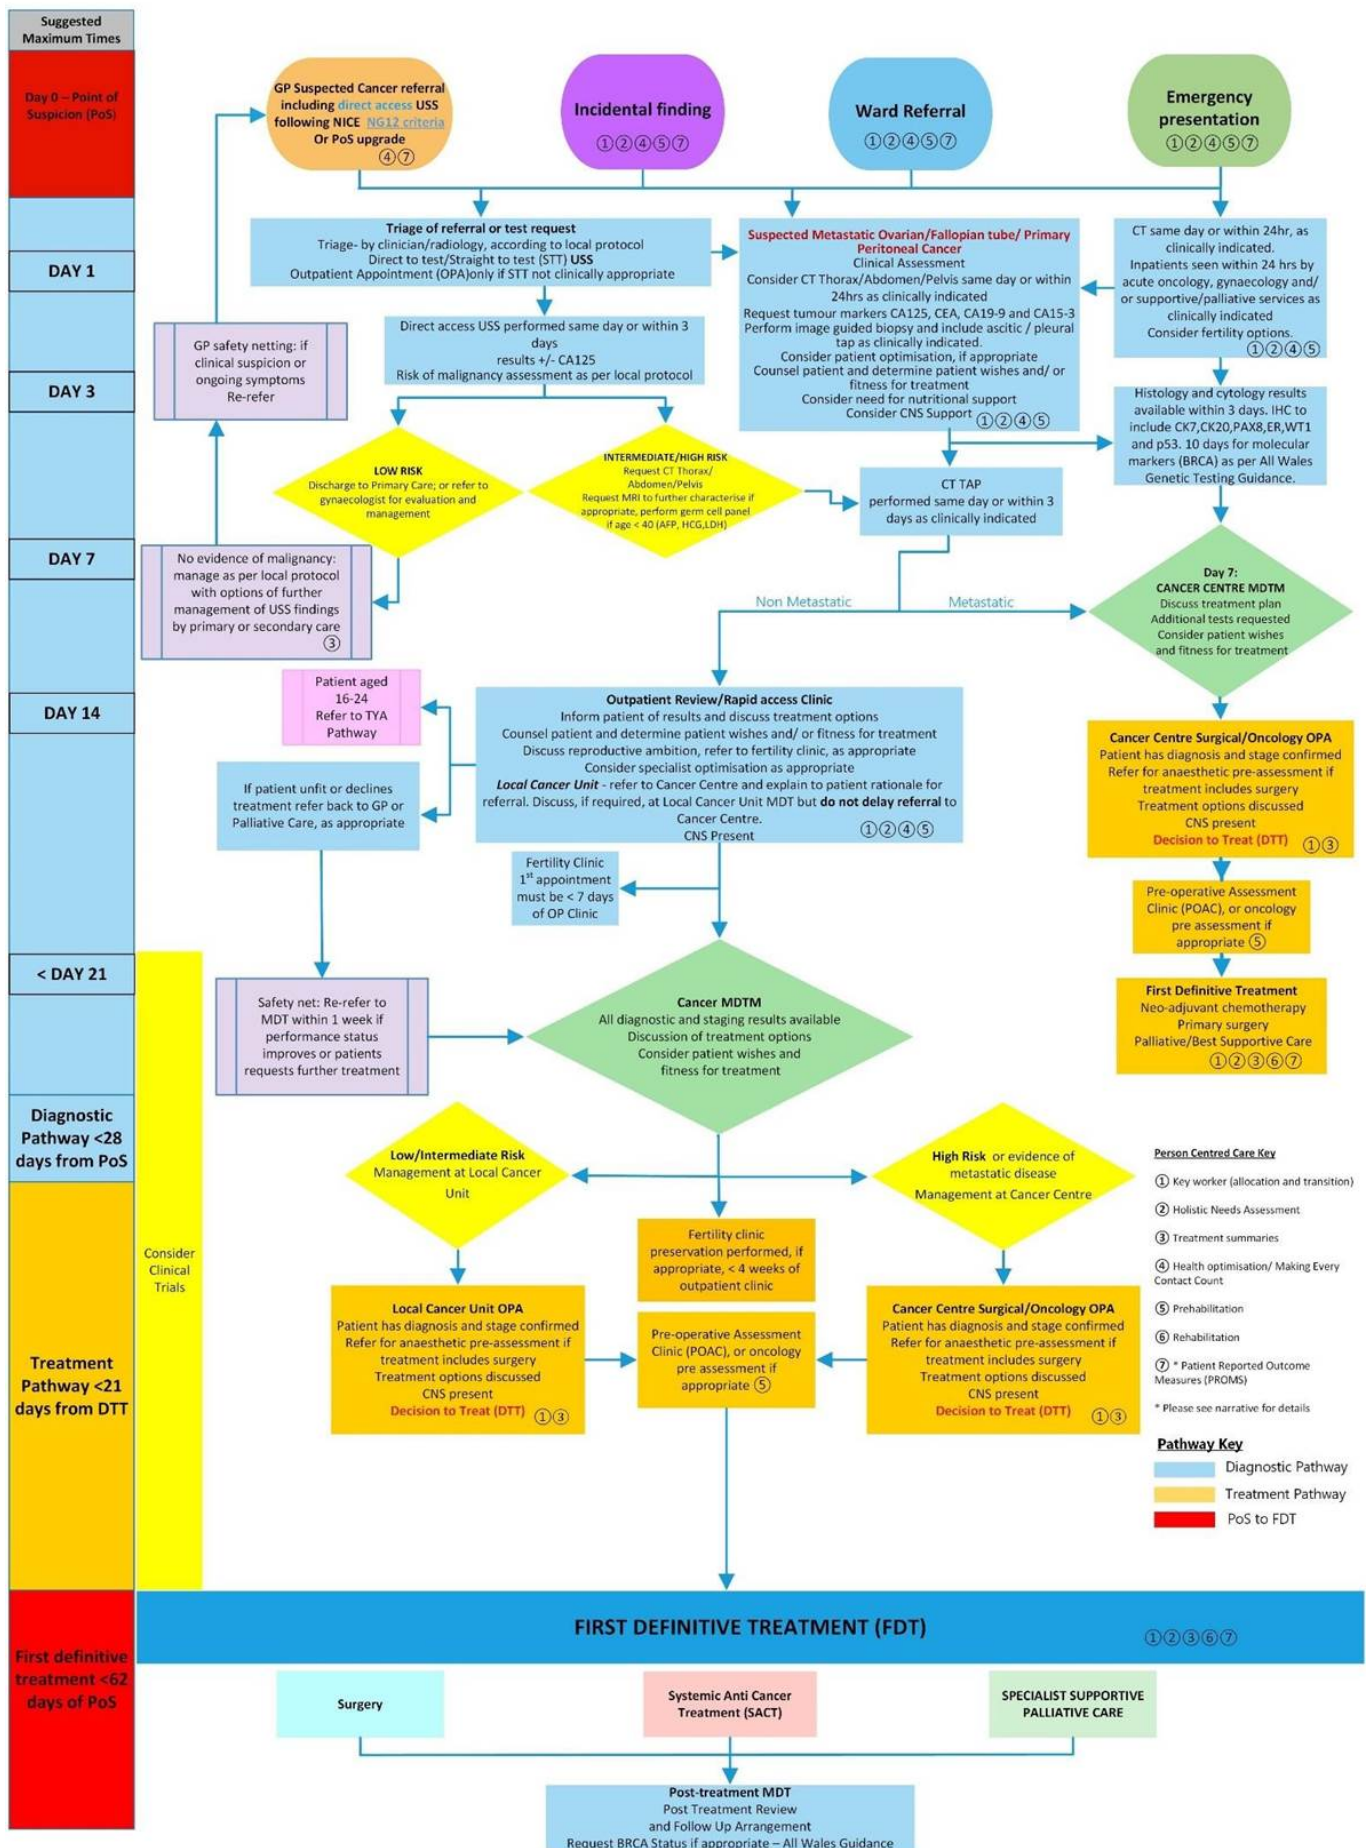 Suggested
Maximum Times
Day 0 – Point of
Suspicion (PoS)
DAY 1
DAY 3
DAY 7
DAY 14
< DAY 21
Diagnostic
Pathway <28
days from PoS
Treatment
Pathway <21
days from DTT
First definitive
treatment <62
days of PoS
Consider
Clinical
Trials
GP Suspected Cancer referral
including direct access USS
following NICE NG12 criteria
Or PoS upgrade
④⑦
Incidental finding
①②④⑤⑦
Ward Referral
①②④⑤⑦
Emergency
presentation
①②④⑤⑦
Triage of referral or test request
Triage- by clinician/radiology, according to local protocol
Direct to test/Straight to test (STT) USS
Outpatient Appointment (OPA)only if STT not clinically appropriate
Suspected Metastatic Ovarian/Fallopian tube/ Primary
Peritoneal Cancer
Clinical Assessment
Consider CT Thorax/Abdomen/Pelvis same day or within
24hrs as clinically indicated
Request tumour markers CA125, CEA, CA19-9 and CA15-3
Perform image guided biopsy and include ascitic / pleural
tap as clinically indicated.
Consider patient optimisation, if appropriate
Counsel patient and determine patient wishes and/ or
fitness for treatment
Consider need for nutritional support
Consider CNS Support ①②④⑤
CT same day or within 24hr, as
clinically indicated.
Inpatients seen within 24 hrs by
acute oncology, gynaecology and/
or supportive/palliative services as
clinically indicated
Consider fertility options.
①②④⑤
GP safety netting: if
clinical suspicion or
ongoing symptoms
Re-refer
Direct access USS performed same day or within 3
days
results +/- CA125
Risk of malignancy assessment as per local protocol
Histology and cytology results
available within 3 days. IHC to
include CK7,CK20,PAX8,ER,WT1
and p53. 10 days for molecular
markers (BRCA) as per All Wales
Genetic Testing Guidance.
LOW RISK
Discharge to Primary Care; or refer to
gynaecologist for evaluation and
management
INTERMEDIATE/HIGH RISK
Request CT Thorax/
Abdomen/Pelvis
Request MRI to further characterise if
appropriate, perform germ cell panel
if age < 40 (AFP, HCG,LDH)
CT TAP
performed same day or within 3
days as clinically indicated
No evidence of malignancy:
manage as per local protocol
with options of further
management of USS findings
by primary or secondary care
③
Non Metastatic
Metastatic
Day 7:
CANCER CENTRE MDTM
Discuss treatment plan
Additional tests requested
Consider patient wishes
and fitness for treatment
Patient aged
16-24
Refer to TYA
Pathway
Outpatient Review/Rapid access Clinic
Inform patient of results and discuss treatment options
Counsel patient and determine patient wishes and/ or fitness for treatment
Discuss reproductive ambition, refer to fertility clinic, as appropriate
Consider specialist optimisation as appropriate
Local Cancer Unit - refer to Cancer Centre and explain to patient rationale for
referral. Discuss, if required, at Local Cancer Unit MDT but do not delay referral to
Cancer Centre.
CNS Present
①②④⑤
If patient unfit or declines
treatment refer back to GP or
Palliative Care, as appropriate
Cancer Centre Surgical/Oncology OPA
Patient has diagnosis and stage confirmed
Refer for anaesthetic pre-assessment if
treatment includes surgery
Treatment options discussed
CNS present
Decision to Treat (DTT) ①③
Fertility Clinic
1st appointment
must be < 7 days
of OP Clinic
Pre-operative Assessment
Clinic (POAC), or oncology
pre assessment if
appropriate ⑤
Safety net: Re-refer to
MDT within 1 week if
performance status
improves or patients
requests further treatment
Cancer MDTM
All diagnostic and staging results available
Discussion of treatment options
Consider patient wishes and
fitness for treatment
First Definitive Treatment
Neo-adjuvant chemotherapy
Primary surgery
Palliative/Best Supportive Care
①②③⑥⑦
Low/Intermediate Risk
Management at Local Cancer
Unit
High Risk or evidence of
metastatic disease
Management at Cancer Centre
Fertility clinic
preservation performed, if
appropriate, < 4 weeks of
outpatient clinic
Local Cancer Unit OPA
Patient has diagnosis and stage confirmed
Refer for anaesthetic pre-assessment if
treatment includes surgery
Treatment options discussed
CNS present
Decision to Treat (DTT) ①③
Pre-operative Assessment
Clinic (POAC), or oncology
pre assessment if
appropriate ⑤
Cancer Centre Surgical/Oncology OPA
Patient has diagnosis and stage confirmed
Refer for anaesthetic pre-assessment if
treatment includes surgery
Treatment options discussed
CNS present
Decision to Treat (DTT) ①③
Person Centred Care Key
① Key worker (allocation and transition)
② Holistic Needs Assessment
③ Treatment summaries
④ Health optimisation/ Making Every
Contact Count
⑤ Prehabilitation
⑥ Rehabilitation
⑦ * Patient Reported Outcome
Measures (PROMS)
* Please see narrative for details
Pathway Key
Diagnostic Pathway
Treatment Pathway
PoS to FDT
FIRST DEFINITIVE TREATMENT (FDT)
①②③⑥⑦
Surgery
Systemic Anti Cancer
Treatment (SACT)
SPECIALIST SUPPORTIVE
PALLIATIVE CARE
Post-treatment MDT
Post Treatment Review
and Follow Up Arrangement
Request BRCA Status if appropriate – All Wales Guidance